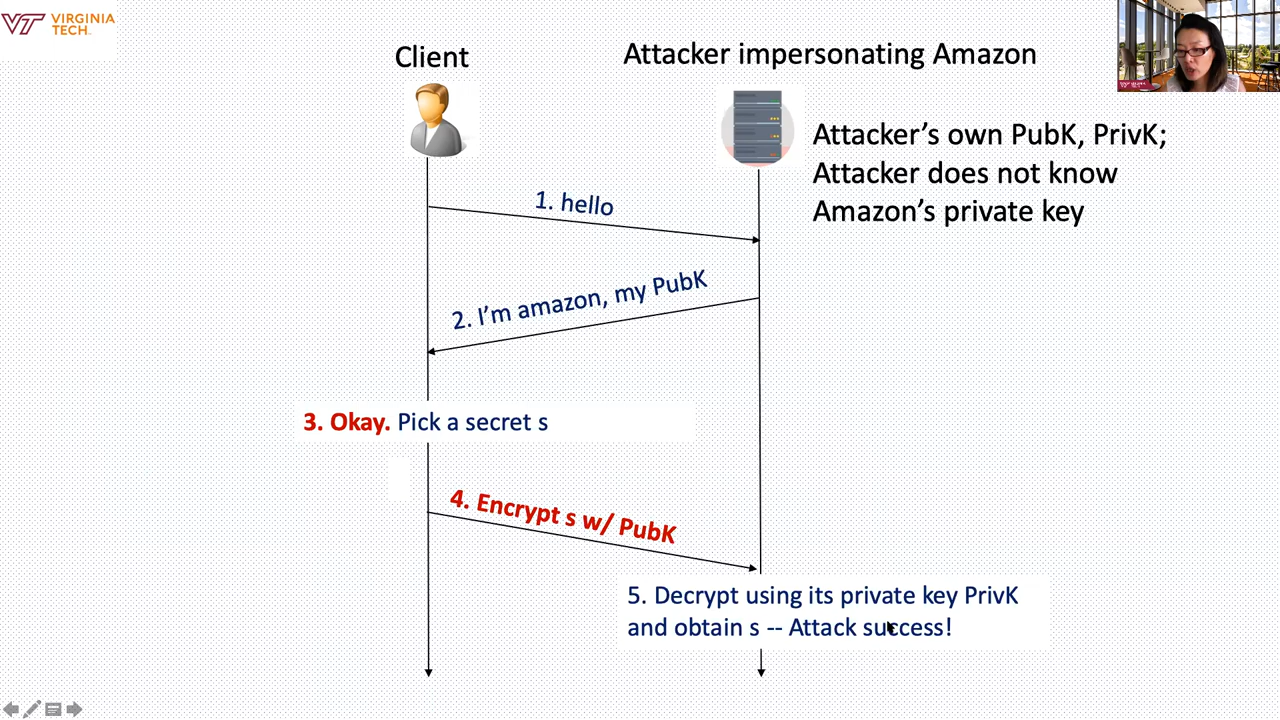 VIRGINIA
TECH
Client
Attacker impersonating Amazon
Attacker's own PubK, PrivK;
Attacker does not know
Amazon's private key
1. hello
2. I'm amazon, my PubK
3. Okay. Pick a secret s
4. Encrypt s w/ PubK
5. Decrypt using its private key PrivK
and obtain s -- Attack success!